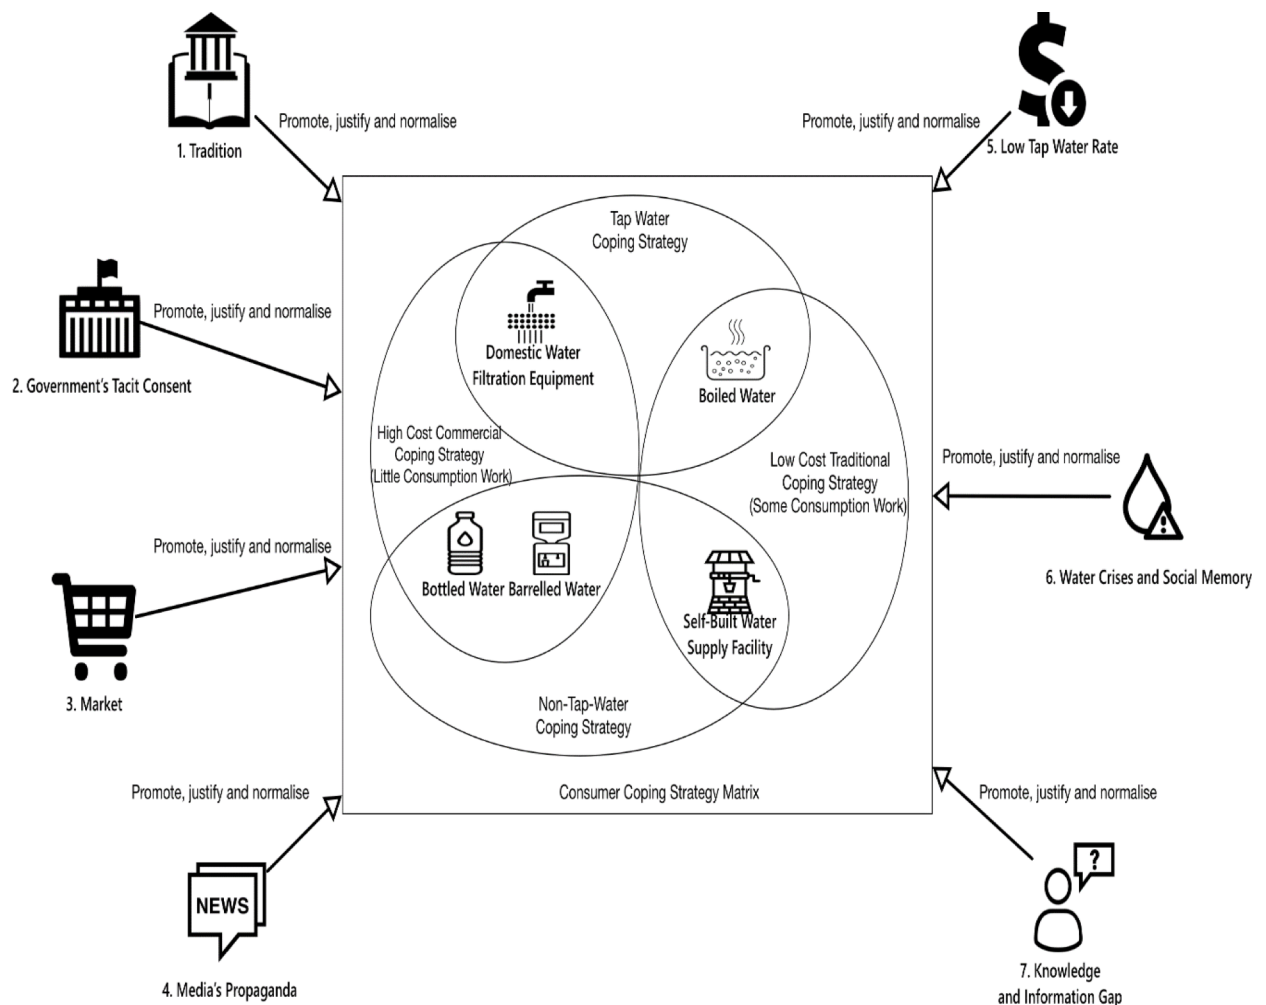 Promote, justify and normalise
1. Tradition
Promote, justify and normalise
5. Low Tap Water Rate
Tap Water
Coping Strategy
Promote, justify and normalise
2. Government's Tacit Consent
Domestic Water
Filtration Equipment
Boiled Water
High Cost Commercial
Coping Strategy
(Little Consumption Work)
Low Cost Traditional
Coping Strategy
(Some Consumption Work)
Promote, justify and normalise
6. Water Crises and Social Memory
Promote, justify and normalise
3. Market
Bottled Water Barrelled Water
Self-Built Water
Supply Facility
Non-Tap-Water
Coping Strategy
Consumer Coping Strategy Matrix
Promote, justify and normalise
NEWS
4. Media's Propaganda
Promote, justify and normalise
?
7. Knowledge
and Information Gap